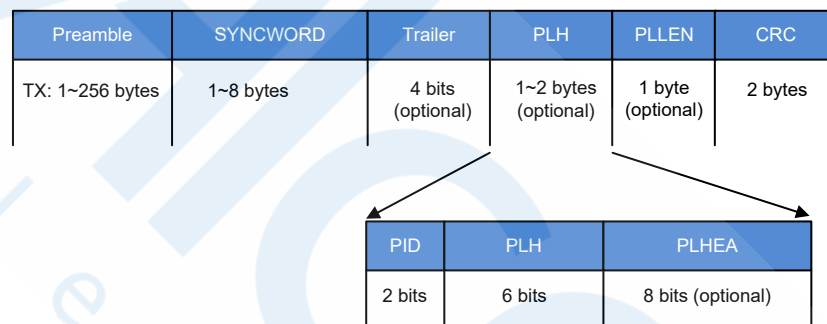 Preamble SYNCWORD Trailer PLH PLLEN CRC
TX: 1~256 bytes 1~8 bytes 4 bits 1~2 bytes 1 byte 2 bytes
(optional) (optional) (optional)
PID PLH PLHEA
2 bits 6 bits 8 bits (optional)
e